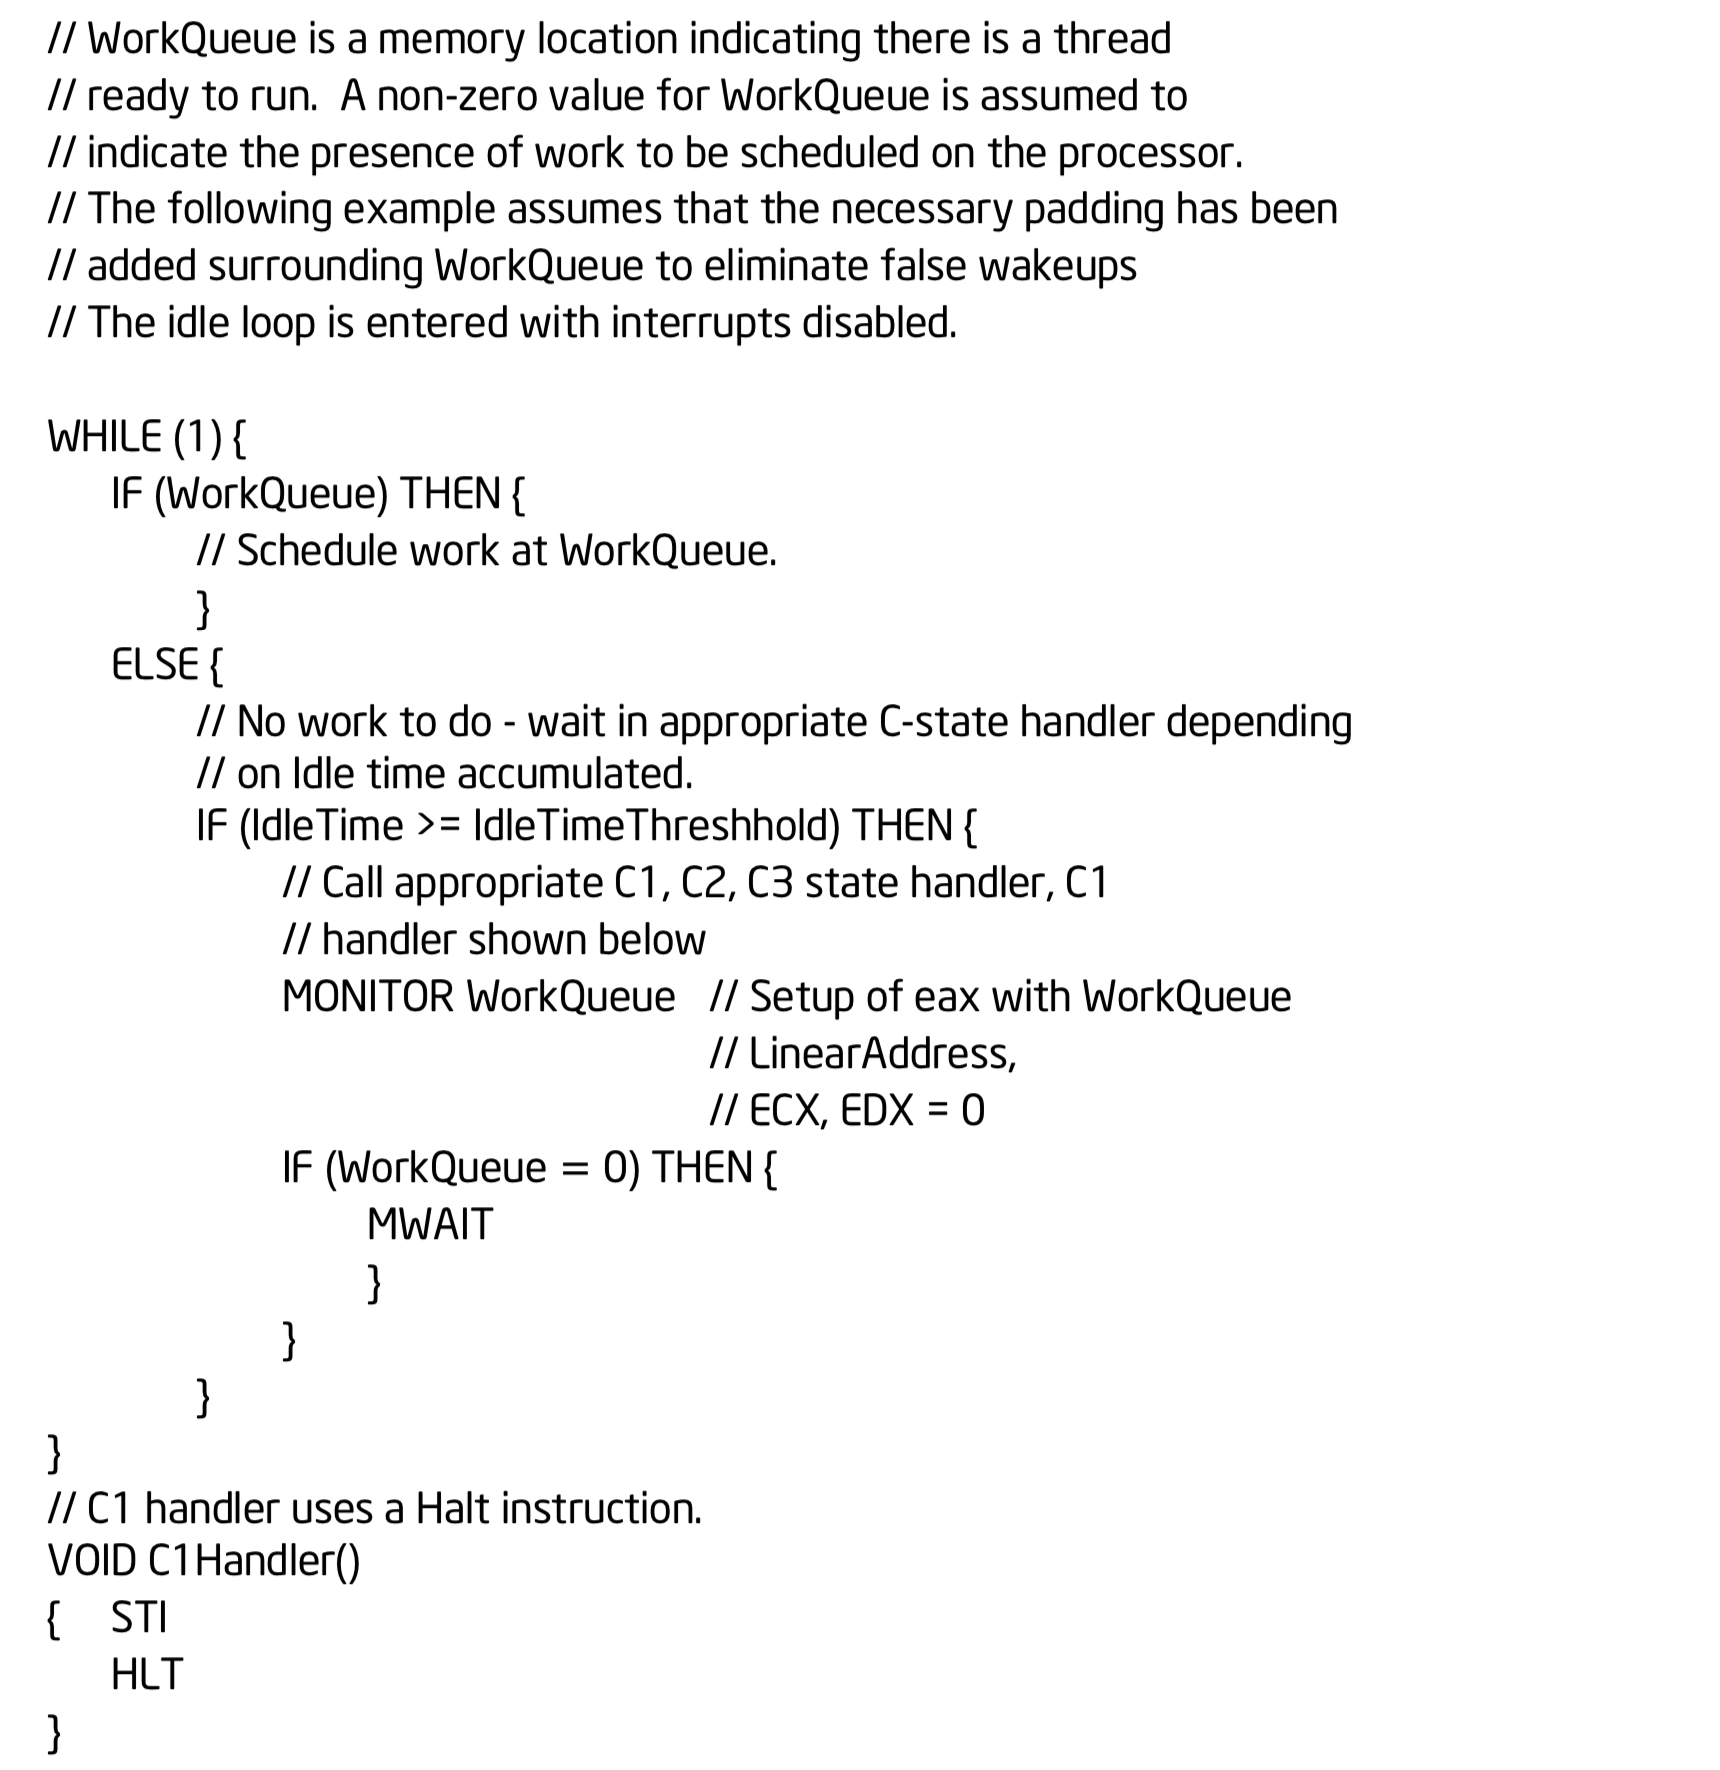 // WorkQueue is a memory location indicating there is a thread
// ready to run.  A non-zero value for WorkQueue is assumed to
// indicate the presence of work to be scheduled on the processor.
// The following example assumes that the necessary padding has been
// added surrounding WorkQueue to eliminate false wakeups
// The idle loop is entered with interrupts disabled.

WHILE (1) {
    IF (WorkQueue) THEN {
        // Schedule work at WorkQueue.
        }
    ELSE {
        // No work to do - wait in appropriate C-state handler depending
        // on Idle time accumulated.
        IF (IdleTime >= IdleTimeThreshhold) THEN {
            // Call appropriate C1, C2, C3 state handler, C1
            // handler shown below
            MONITOR WorkQueue   // Setup of eax with WorkQueue
                                // LinearAddress,
                                // ECX, EDX = 0
            IF (WorkQueue = 0) THEN {
                MWAIT
                }
            }
        }
}
// C1 handler uses a Halt instruction.
VOID C1Handler()
{   STI
    HLT
}